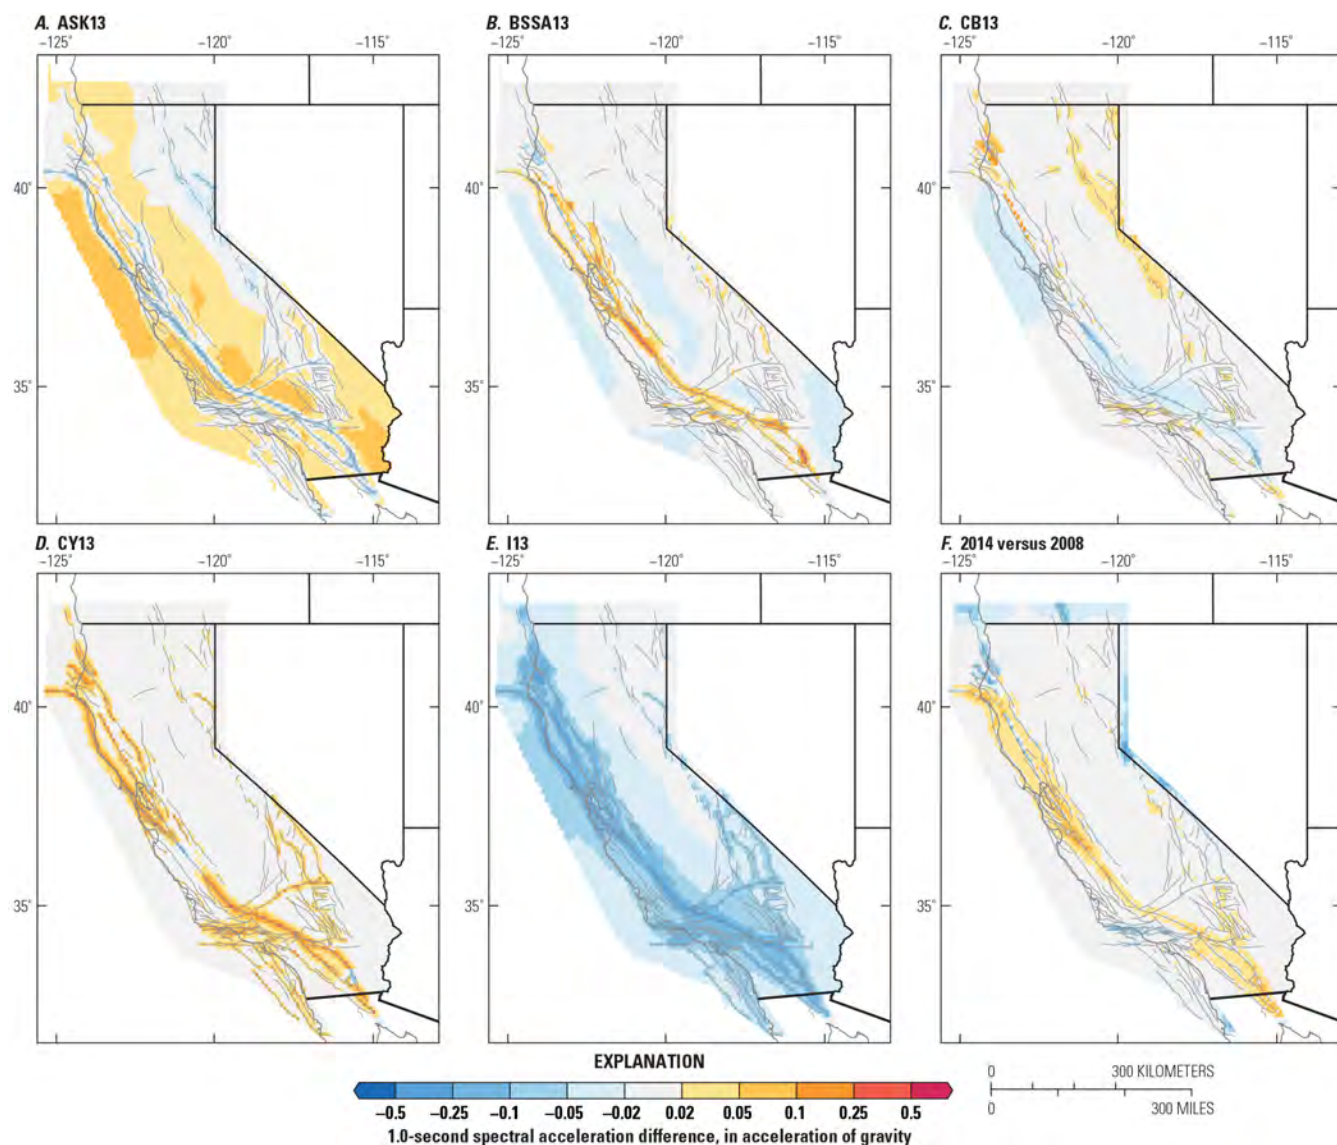 A. ASK13
B. BSSA13
C. CB13
−125° −120° −115°
−125° −120° −115°
−125° −120° −115°
40°
40°
40°
35°
35°
35°
D. CY13
E. I13
F. 2014 versus 2008
−125° −120° −115°
−125° −120° −115°
−125° −120° −115°
40°
40°
40°
35°
35°
35°
EXPLANATION
−0.5 −0.25 −0.1 −0.05 −0.02 0.02 0.05 0.1 0.25 0.5
1.0-second spectral acceleration difference, in acceleration of gravity
0 300 KILOMETERS
0 300 MILES